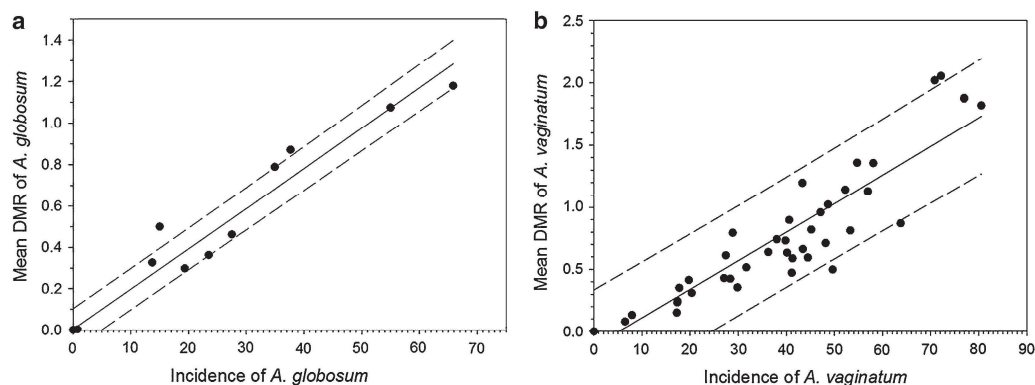 a
Mean DMR of A. globosum
1.4
1.2
1.0
0.8
0.6
0.4
0.2
0.0
0 10 20 30 40 50 60 70
Incidence of A. globosum
b
Mean DMR of A. vaginatum
2.5
2.0
1.5
1.0
0.5
0.0
0 10 20 30 40 50 60 70 80 90
Incidence of A. vaginatum